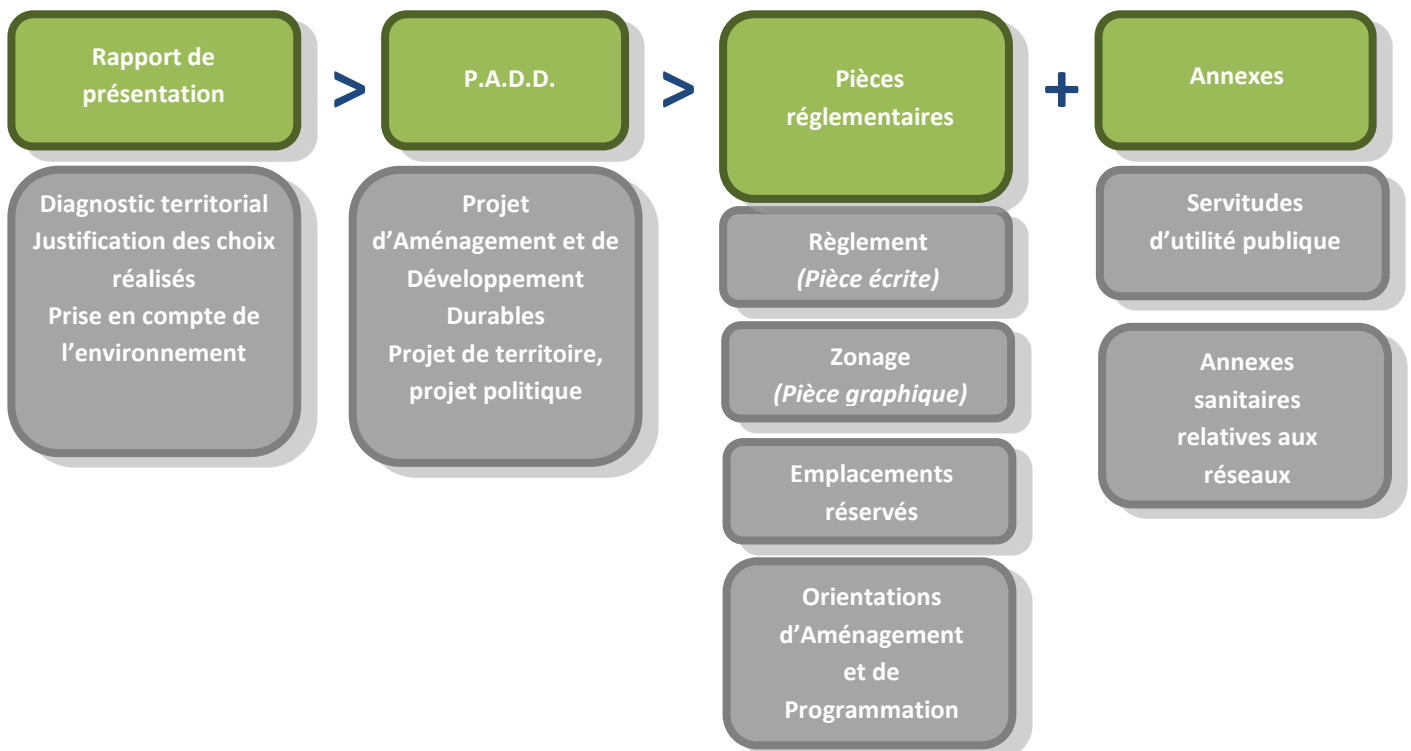 Rapport de
présentation
>
P.A.D.D.
>
Pièces
réglementaires
+
Annexes
Diagnostic territorial
Justification des choix
réalisés
Prise en compte de
l'environnement
Projet
d'Aménagement et de
Développement
Durables
Projet de territoire,
projet politique
Règlement
(Pièce écrite)
Zonage
(Pièce graphique)
Emplacements
réservés
Orientations
d'Aménagement
et de
Programmation
Servitudes
d'utilité publique
Annexes
sanitaires
relatives aux
réseaux